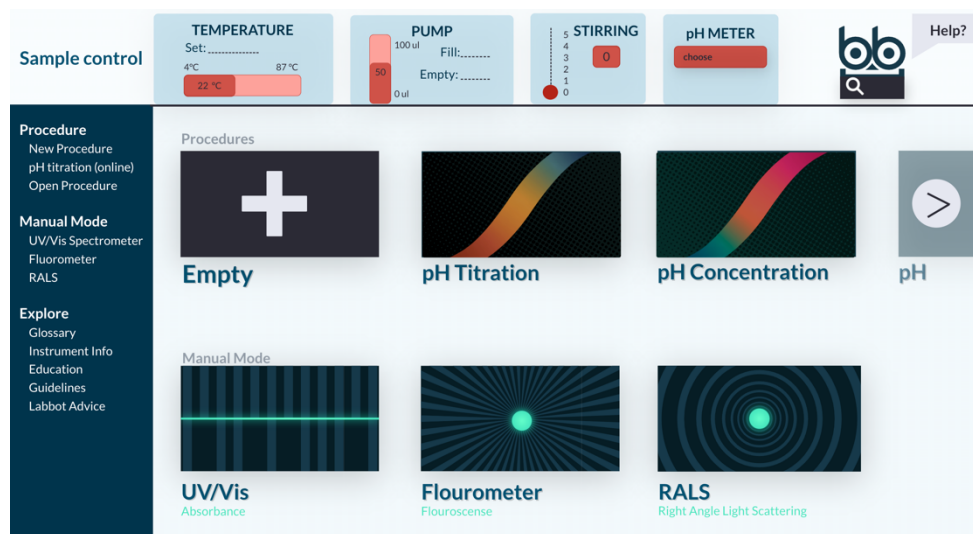 Sample control
TEMPERATURE
Set:
4°C 87 °C
22 °C
PUMP
100 ul
Fill:
50
Empty:
0 ul
STIRRING
5
4
3
2
1
0
0
pH METER
choose
bb
Help?
Procedure
New Procedure
pH titration (online)
Open Procedure
Manual Mode
UV/Vis Spectrometer
Fluorometer
RALS
Explore
Glossary
Instrument Info
Education
Guidelines
Labbot Advice
Procedures
Empty
pH Titration
pH Concentration
pH
>
Manual Mode
UV/Vis
Absorbance
Flourometer
Flouroscense
RALS
Right Angle Light Scattering